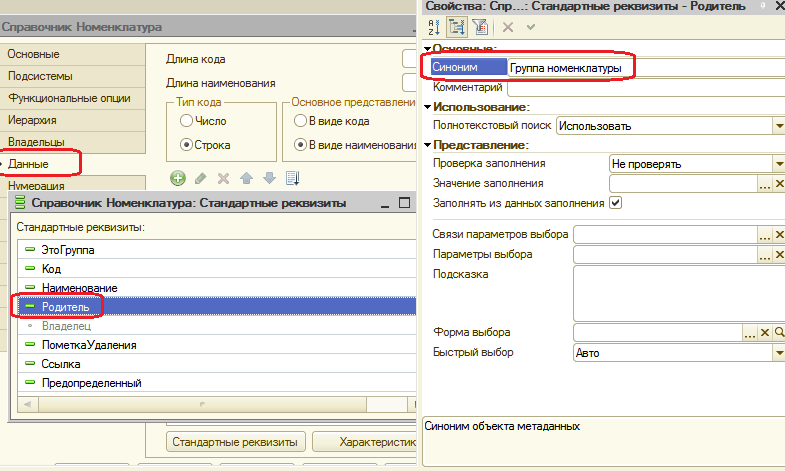 Справочник Номенклатура
Основные
Подсистемы
Функциональные опции
Иерархия
Владельцы
Данные
Нумерация
Длина кода
Длина наименования
Тип кода
Число
Строка
Основное представление
В виде кода
В виде наименования
Справочник Номенклатура: Стандартные реквизиты
Стандартные реквизиты:
ЭтоГруппа
Код
Наименование
Родитель
Владелец
ПометкаУдаления
Ссылка
Предопределенный
Стандартные реквизиты
Характеристик
Свойства: Спр...: Стандартные реквизиты - Родитель
Основные:
Синоним Группа номенклатуры
Комментарий
Использование:
Полнотекстовый поиск Использовать
Представление:
Проверка заполнения Не проверять
Значение заполнения
Заполнять из данных заполнения
Связи параметров выбора
Параметры выбора
Подсказка
Форма выбора
Быстрый выбор Авто
Синоним объекта метаданных